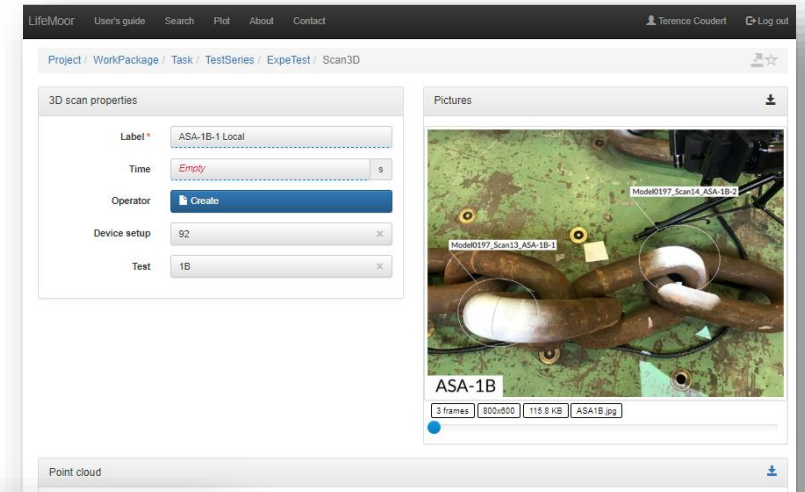 LifeMoor User's guide Search Plot About Contact Terence Coudert Log out
Project / WorkPackage / Task / TestSeries / ExpeTest / Scan3D
3D scan properties
Label * ASA-1B-1 Local
Time Empty s
Operator Create
Device setup 92 ×
Test 1B ×
Pictures
Model0197_Scan14_ASA-1B-2
Model0197_Scan13_ASA-1B-1
ASA-1B
3 frames 800x600 115.8 KB ASA1B.jpg
Point cloud